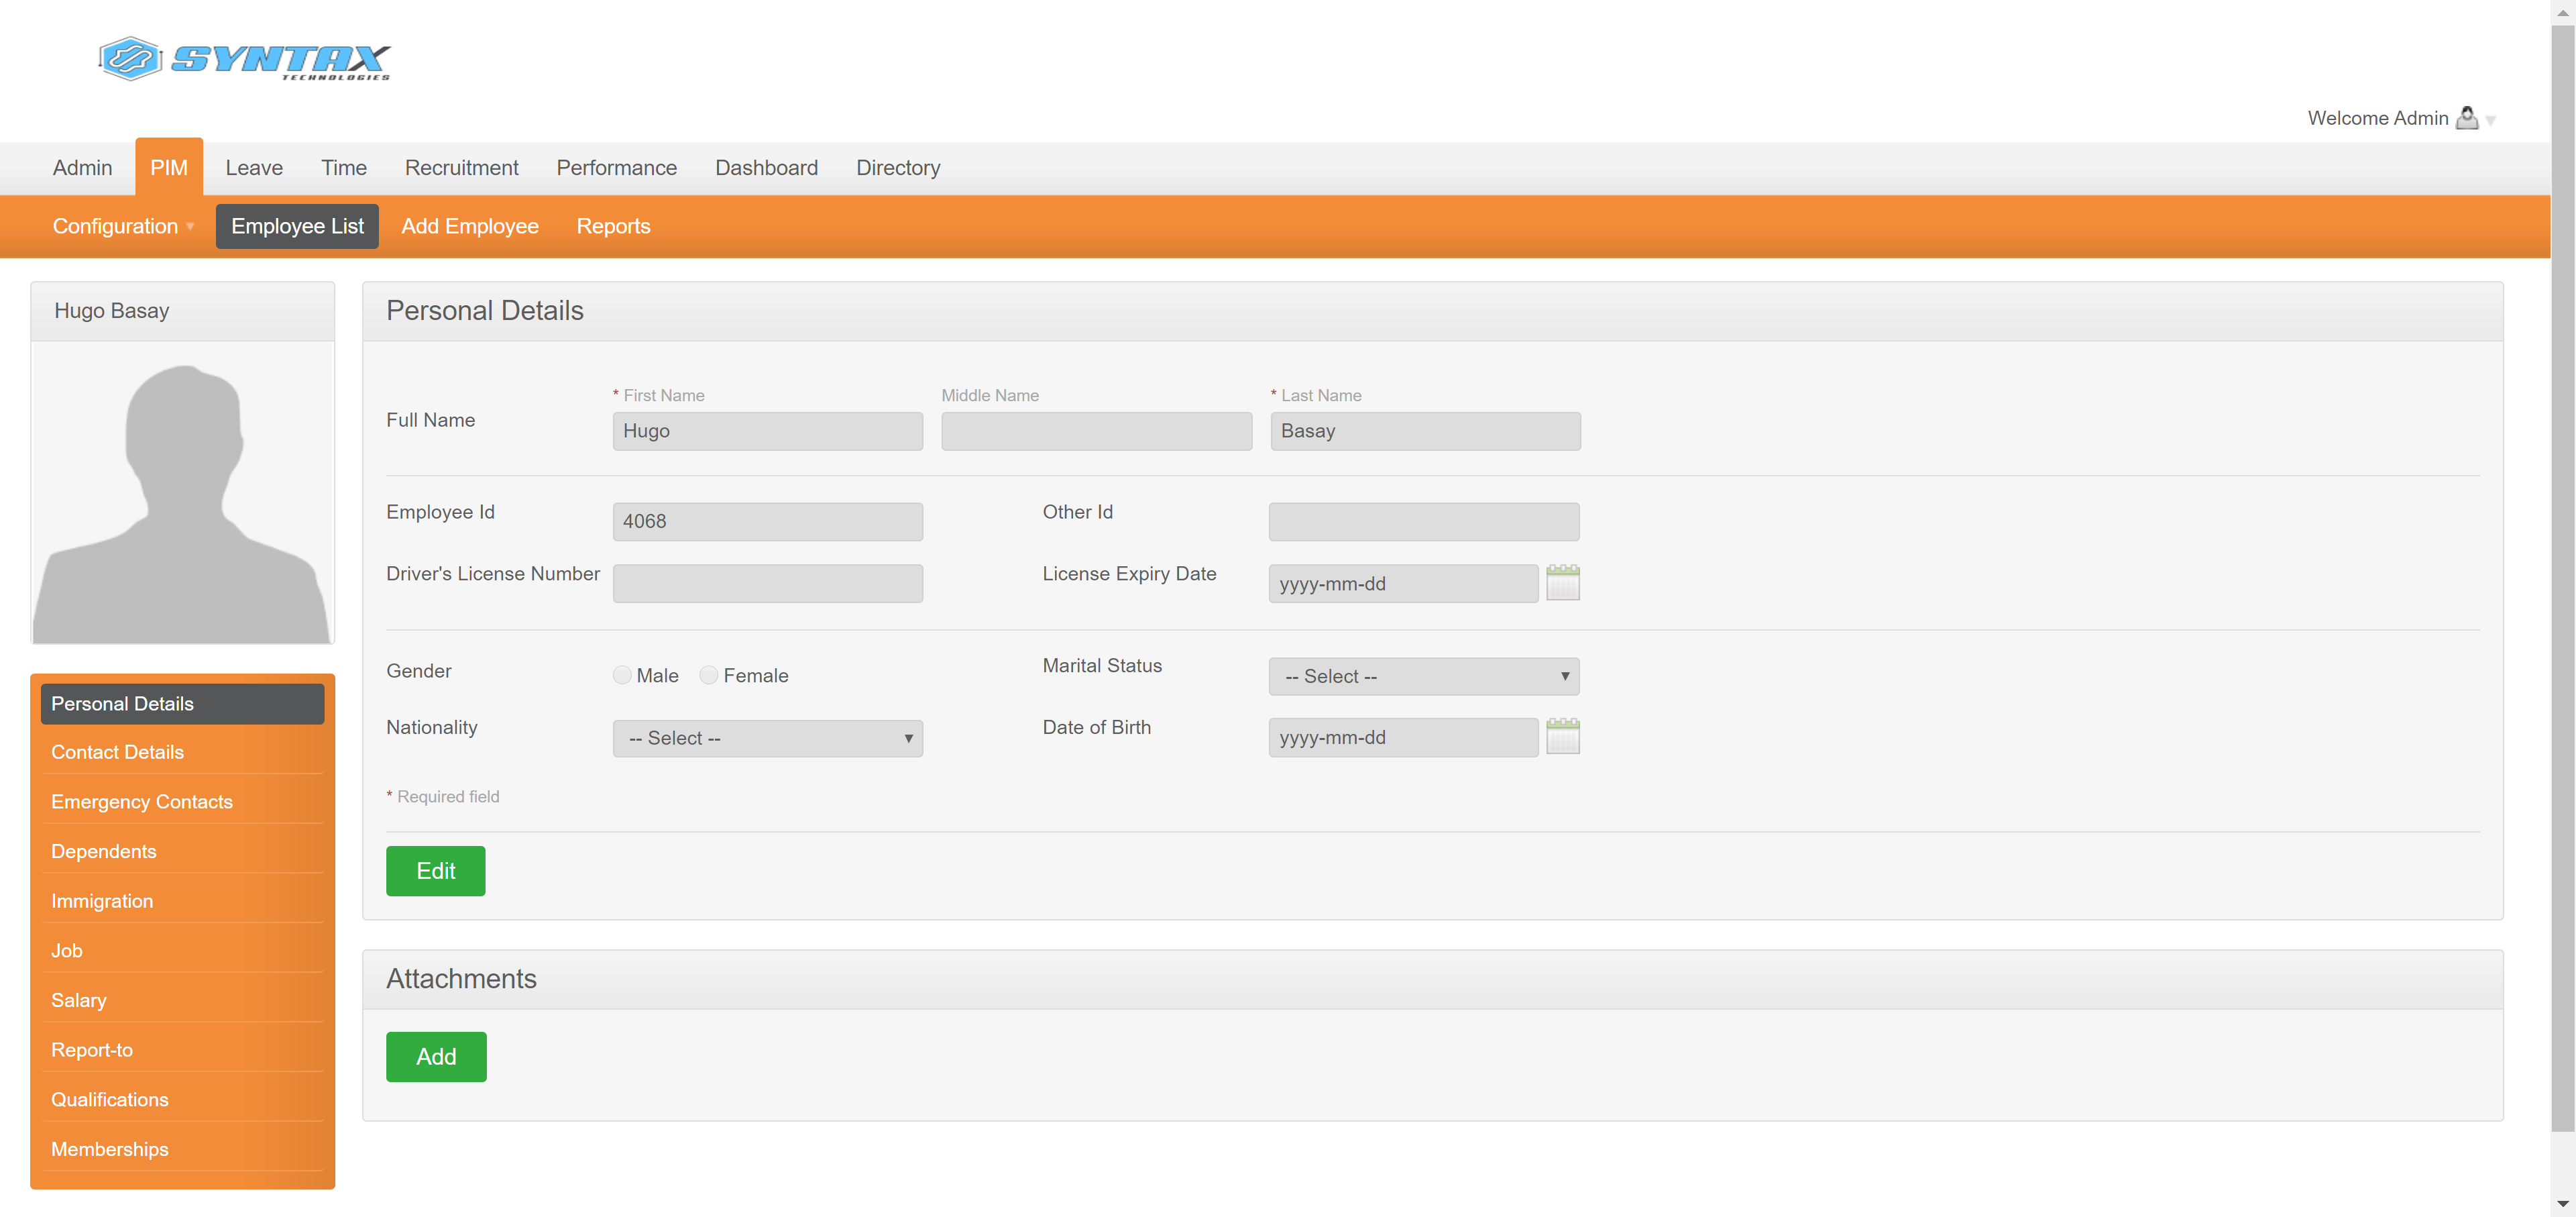 SYNTAX
TECHNOLOGIES
Welcome Admin
Admin PIM Leave Time Recruitment Performance Dashboard Directory
Configuration Employee List Add Employee Reports
Hugo Basay
Personal Details
* First Name Middle Name * Last Name
Full Name Hugo Basay
Employee Id 4068 Other Id
Driver's License Number License Expiry Date yyyy-mm-dd
Gender Male Female Marital Status -- Select --
Nationality -- Select -- Date of Birth yyyy-mm-dd
* Required field
Edit
Attachments
Add
Personal Details
Contact Details
Emergency Contacts
Dependents
Immigration
Job
Salary
Report-to
Qualifications
Memberships